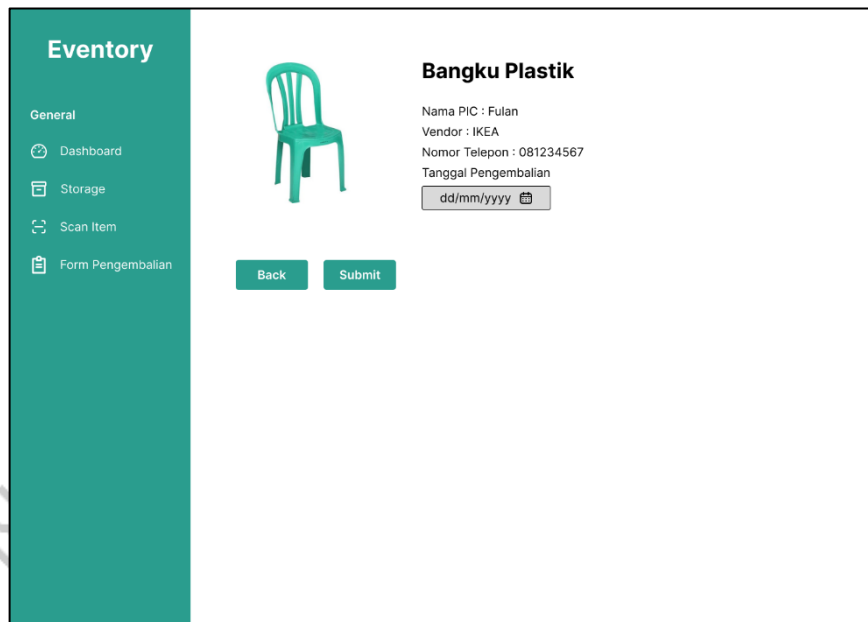 Eventory
General
Dashboard
Storage
Scan Item
Form Pengembalian
Bangku Plastik
Nama PIC : Fulan
Vendor : IKEA
Nomor Telepon : 081234567
Tanggal Pengembalian
dd/mm/yyyy
Back
Submit